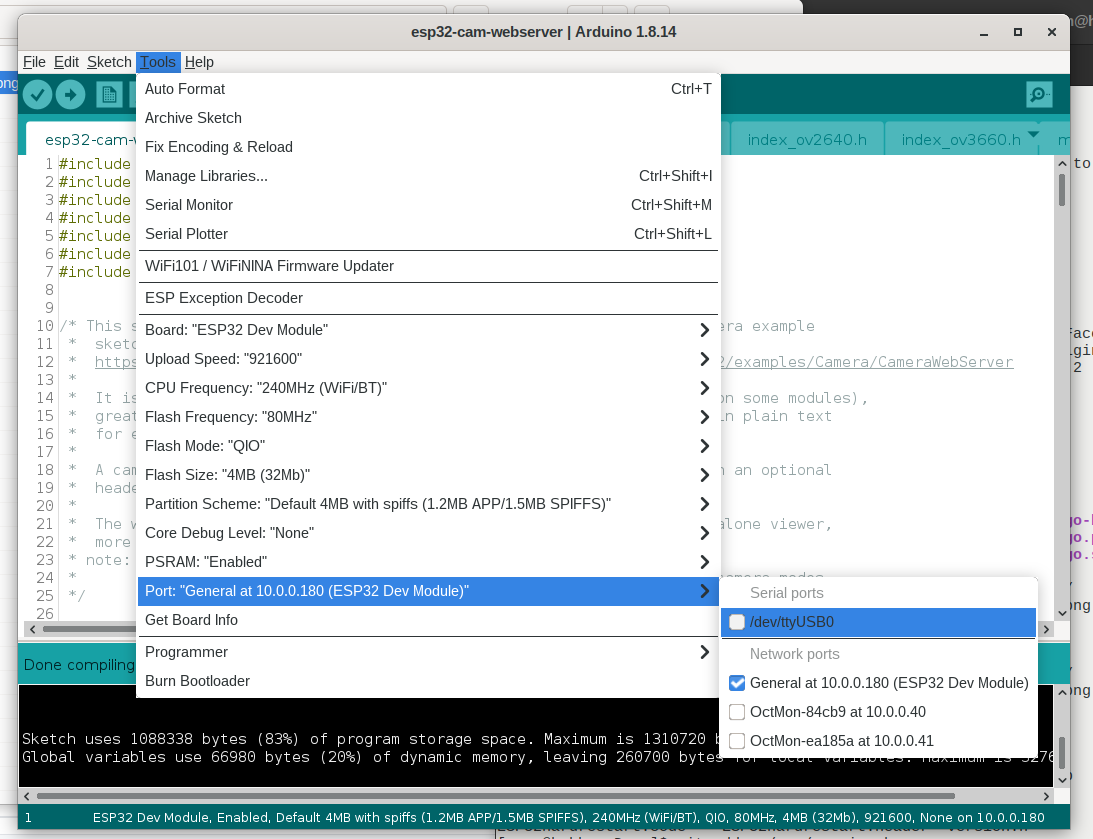 esp32-cam-webserver | Arduino 1.8.14
File Edit Sketch Tools Help
Auto Format Ctrl+T
Archive Sketch
Fix Encoding & Reload
Manage Libraries... Ctrl+Shift+I
Serial Monitor Ctrl+Shift+M
Serial Plotter Ctrl+Shift+L
WiFi101 / WiFiNINA Firmware Updater
ESP Exception Decoder
Board: "ESP32 Dev Module"
Upload Speed: "921600"
CPU Frequency: "240MHz (WiFi/BT)"
Flash Frequency: "80MHz"
Flash Mode: "QIO"
Flash Size: "4MB (32Mb)"
Partition Scheme: "Default 4MB with spiffs (1.2MB APP/1.5MB SPIFFS)"
Core Debug Level: "None"
PSRAM: "Enabled"
Port: "General at 10.0.0.180 (ESP32 Dev Module)"
Get Board Info
Programmer
Burn Bootloader
Serial ports
/dev/ttyUSB0
Network ports
General at 10.0.0.180 (ESP32 Dev Module)
OctMon-84cb9 at 10.0.0.40
OctMon-ea185a at 10.0.0.41
esp32-cam-w index_ov2640.h index_ov3660.h
1 #include
2 #include
3 #include
4 #include
5 #include
6 #include
7 #include
8
9
10 /* This s era example
11 * sketc
12 * https 2/examples/Camera/CameraWebServer
13 *
14 * It is on some modules),
15 * great in plain text
16 * for e
17 *
18 * A cam an optional
19 * heade
20 *
21 * The w alone viewer,
22 * more
23 * note:
24 *
25 */
26
Done compiling
Sketch uses 1088338 bytes (83%) of program storage space. Maximum is 1310720 b
Global variables use 66980 bytes (20%) of dynamic memory, leaving 260700 bytes for local variables. Maximum is 3276
1 ESP32 Dev Module, Enabled, Default 4MB with spiffs (1.2MB APP/1.5MB SPIFFS), 240MHz (WiFi/BT), QIO, 80MHz, 4MB (32Mb), 921600, None on 10.0.0.180